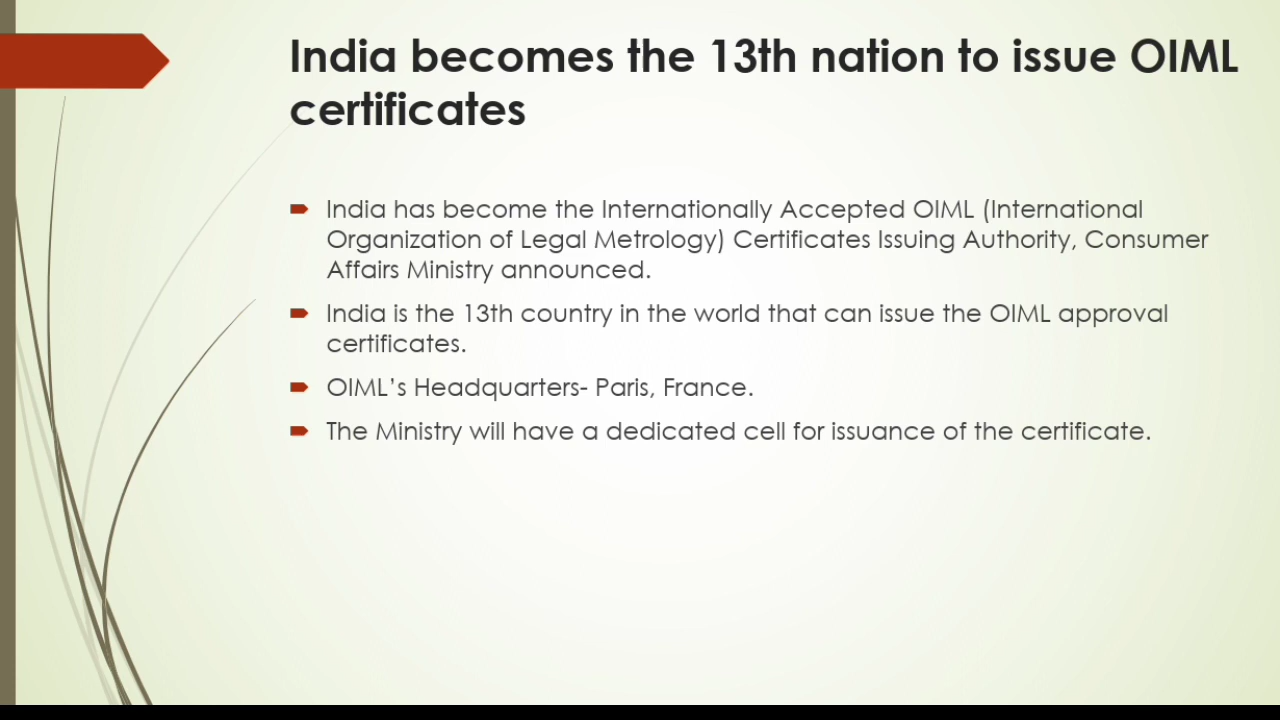 India becomes the 13th nation to issue OIML
certificates
India has become the Internationally Accepted OIML (International
Organization of Legal Metrology) Certificates Issuing Authority, Consumer
Affairs Ministry announced.
India is the 13th country in the world that can issue the OIML approval
certificates.
OIML’s Headquarters- Paris, France.
The Ministry will have a dedicated cell for issuance of the certificate.